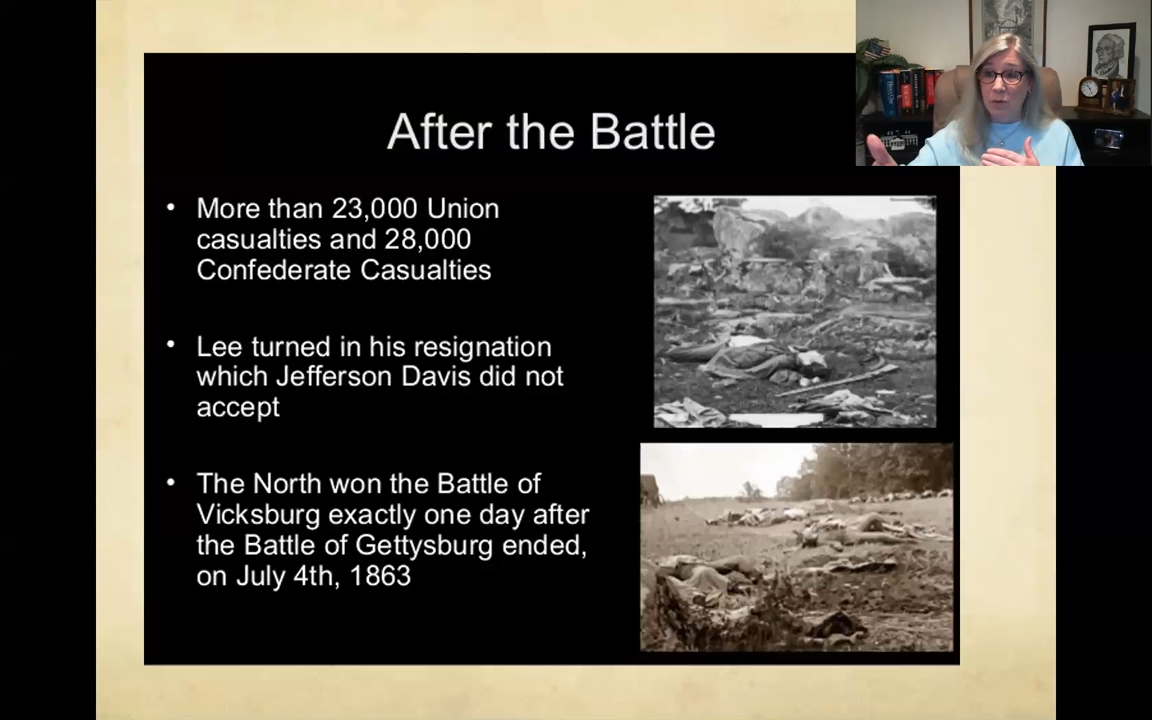 After the Battle
• More than 23,000 Union
casualties and 28,000
Confederate Casualties
• Lee turned in his resignation
which Jefferson Davis did not
accept
• The North won the Battle of
Vicksburg exactly one day after
the Battle of Gettysburg ended,
on July 4th, 1863